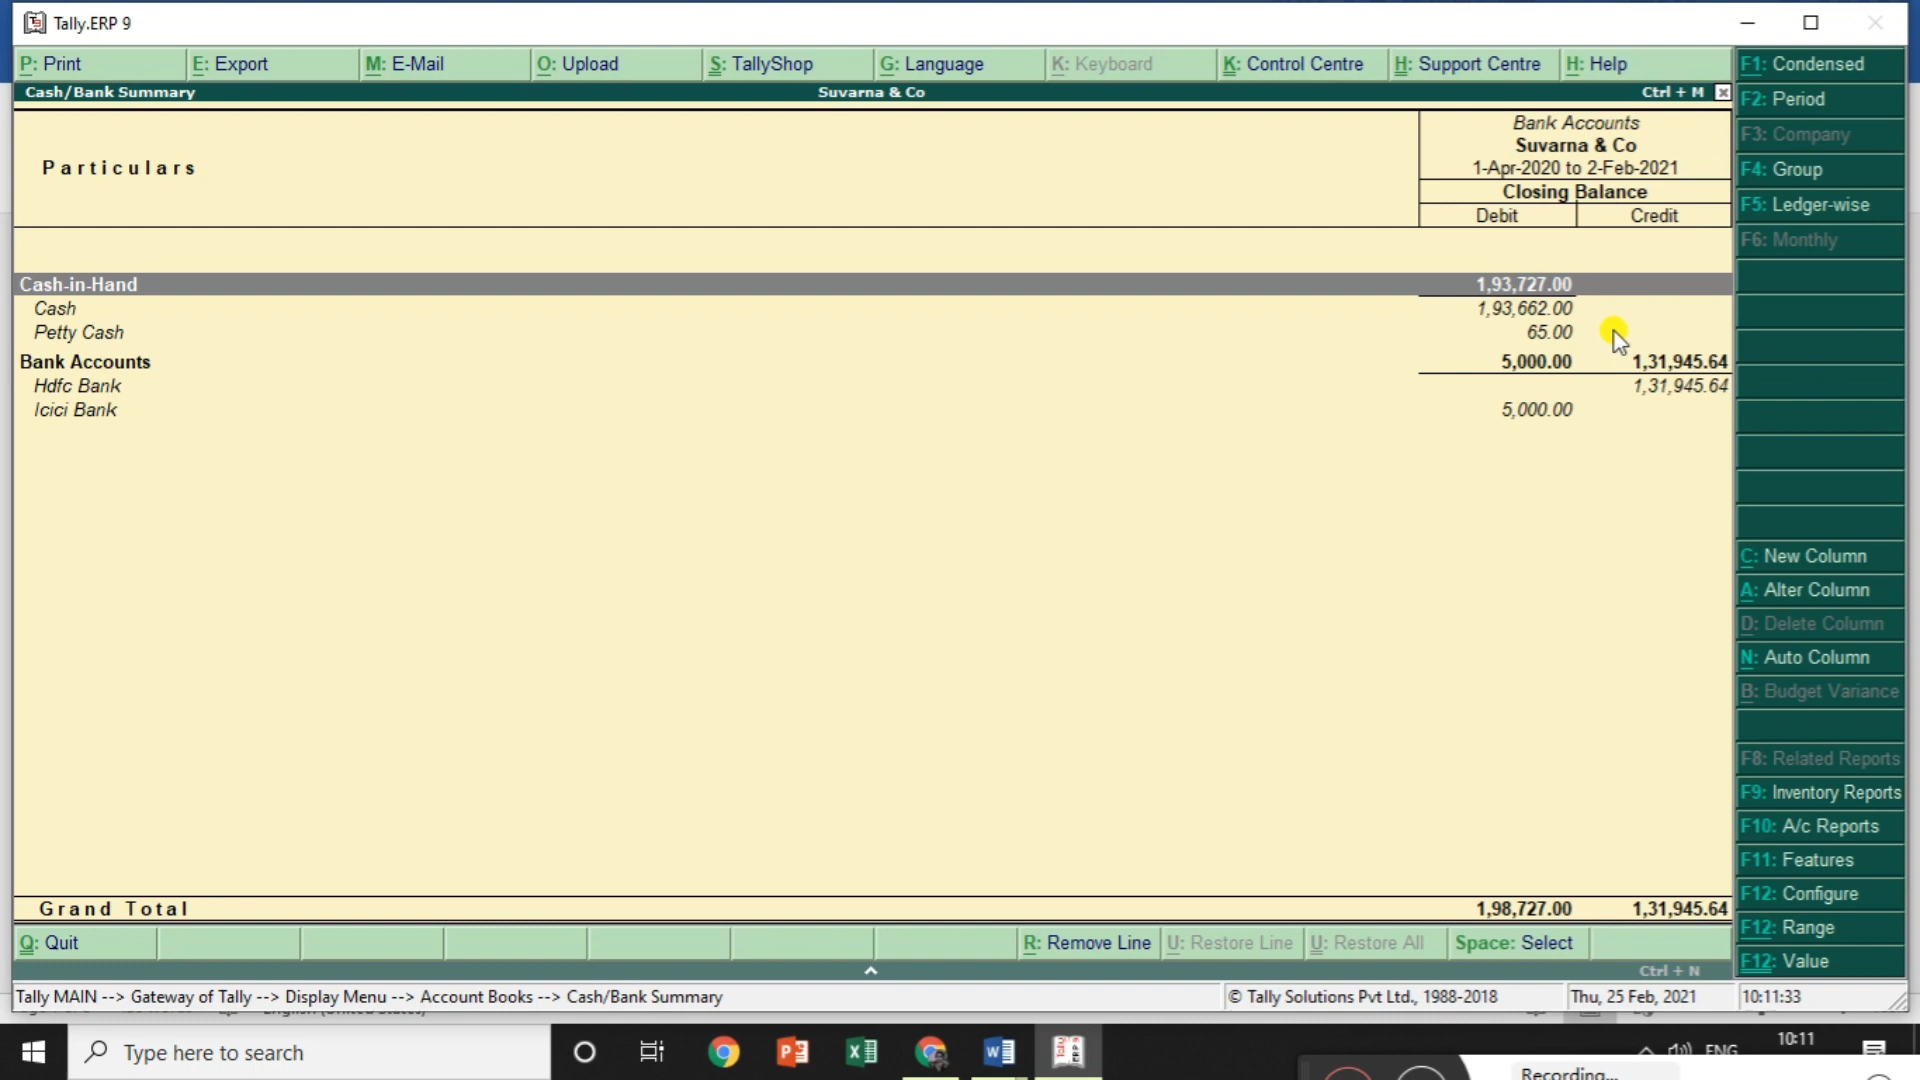 Tally.ERP 9
P: Print E: Export M: E-Mail O: Upload S: TallyShop G: Language K: Keyboard K: Control Centre H: Support Centre H: Help
Cash/Bank Summary Suvarna & Co Ctrl + M
Particulars
Bank Accounts
Suvarna & Co
1-Apr-2020 to 2-Feb-2021
Closing Balance
Debit Credit
Cash-in-Hand 1,93,727.00
Cash 1,93,662.00
Petty Cash 65.00
Bank Accounts 5,000.00 1,31,945.64
Hdfc Bank 1,31,945.64
Icici Bank 5,000.00
Grand Total 1,98,727.00 1,31,945.64
F1: Condensed
F2: Period
F3: Company
F4: Group
F5: Ledger-wise
F6: Monthly
C: New Column
A: Alter Column
D: Delete Column
N: Auto Column
B: Budget Variance
F8: Related Reports
F9: Inventory Reports
F10: A/c Reports
F11: Features
F12: Configure
F12: Range
F12: Value
Q: Quit R: Remove Line U: Restore Line U: Restore All Space: Select
Ctrl + N
Tally MAIN --> Gateway of Tally --> Display Menu --> Account Books --> Cash/Bank Summary © Tally Solutions Pvt Ltd., 1988-2018 Thu, 25 Feb, 2021 10:11:33
English (United States)
Type here to search
ENG
10:11
Recording...